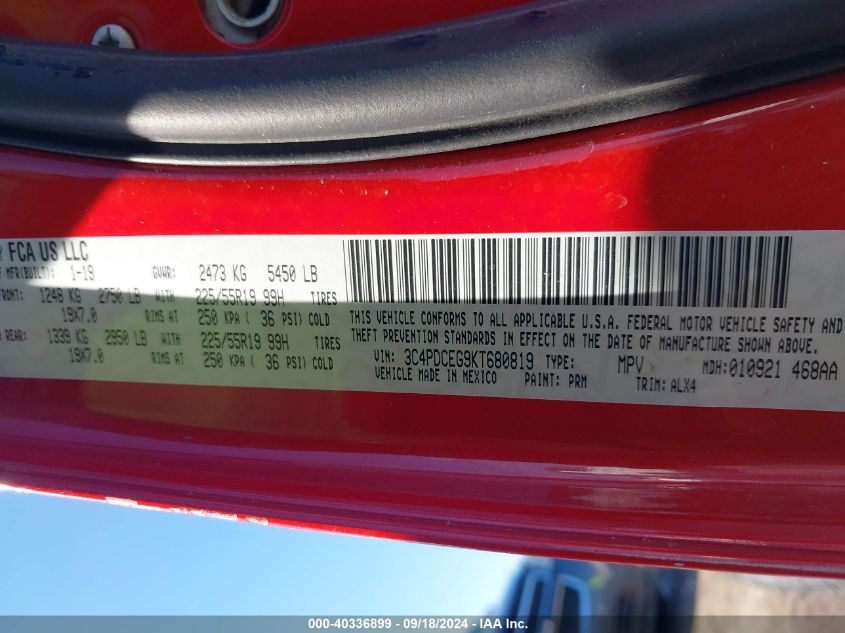 FCA US LLC
MFR(BUILT): 1-19 GVWR: 2473 KG 5450 LB
FRONT: 1248 KG 2750 LB WITH 225/55R19 99H TIRES
19X7.0 RIMS AT 250 KPA ( 36 PSI) COLD
REAR: 1339 KG 2950 LB WITH 225/55R19 99H TIRES
19X7.0 RIMS AT 250 KPA ( 36 PSI) COLD
THIS VEHICLE CONFORMS TO ALL APPLICABLE U.S.A. FEDERAL MOTOR VEHICLE SAFETY AND
THEFT PREVENTION STANDARDS IN EFFECT ON THE DATE OF MANUFACTURE SHOWN ABOVE.
VIN: 3C4PDCEG9KT680819 TYPE: MPV MDH:010921 468AA
VEHICLE MADE IN MEXICO PAINT: PRM TRIM: ALX4
000-40336899 - 09/18/2024 - IAA Inc.